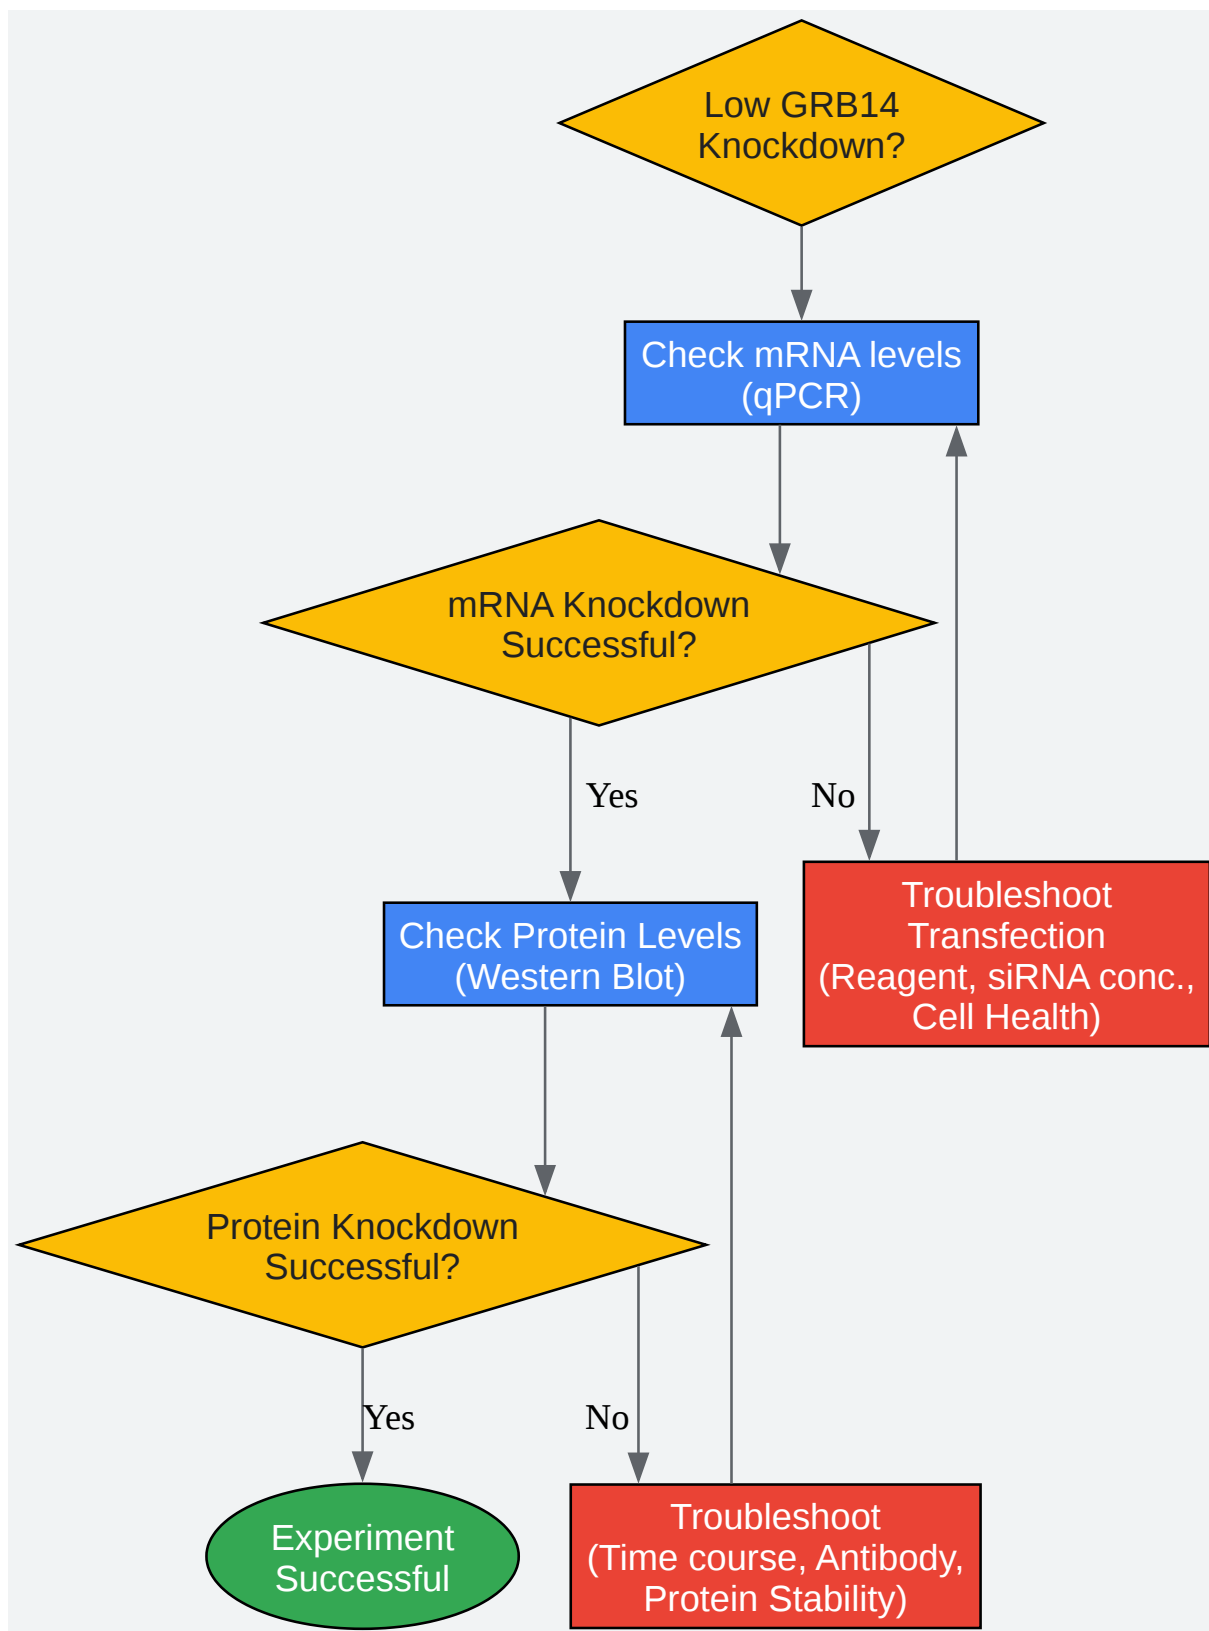 Low GRB14
Knockdown?
Check mRNA levels
(qPCR)
mRNA Knockdown
Successful?
Yes
No
Troubleshoot
Transfection
(Reagent, siRNA conc.,
Cell Health)
Check Protein Levels
(Western Blot)
Protein Knockdown
Successful?
Yes
No
Experiment
Successful
Troubleshoot
(Time course, Antibody,
Protein Stability)